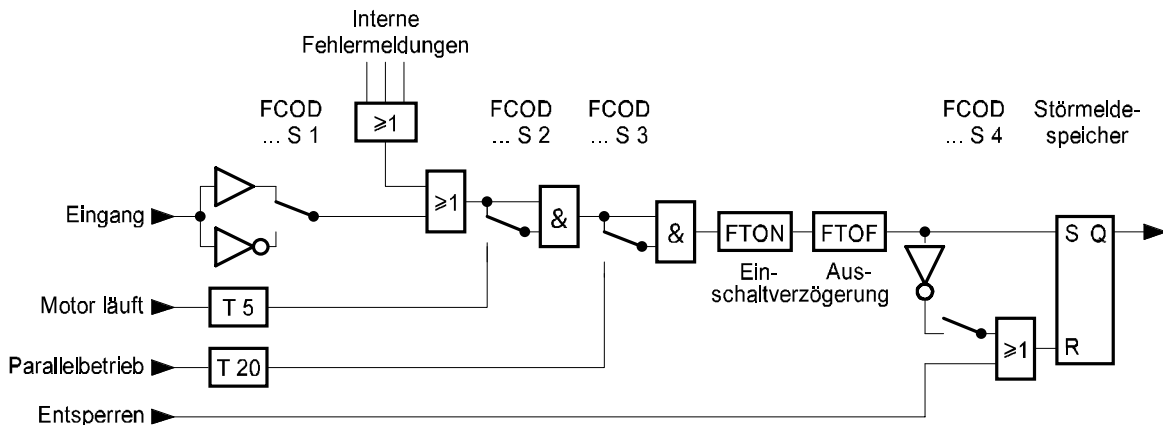 Interne
Fehlermeldungen
≥1
FCOD
... S 1
FCOD
... S 2
FCOD
... S 3
FCOD
... S 4
Störmelde-
speicher
Eingang
≥1
&
&
FTON
FTOF
S Q
Ein-
schaltverzögerung
Aus-
Motor läuft
T 5
Parallelbetrieb
T 20
≥1
R
Entsperren